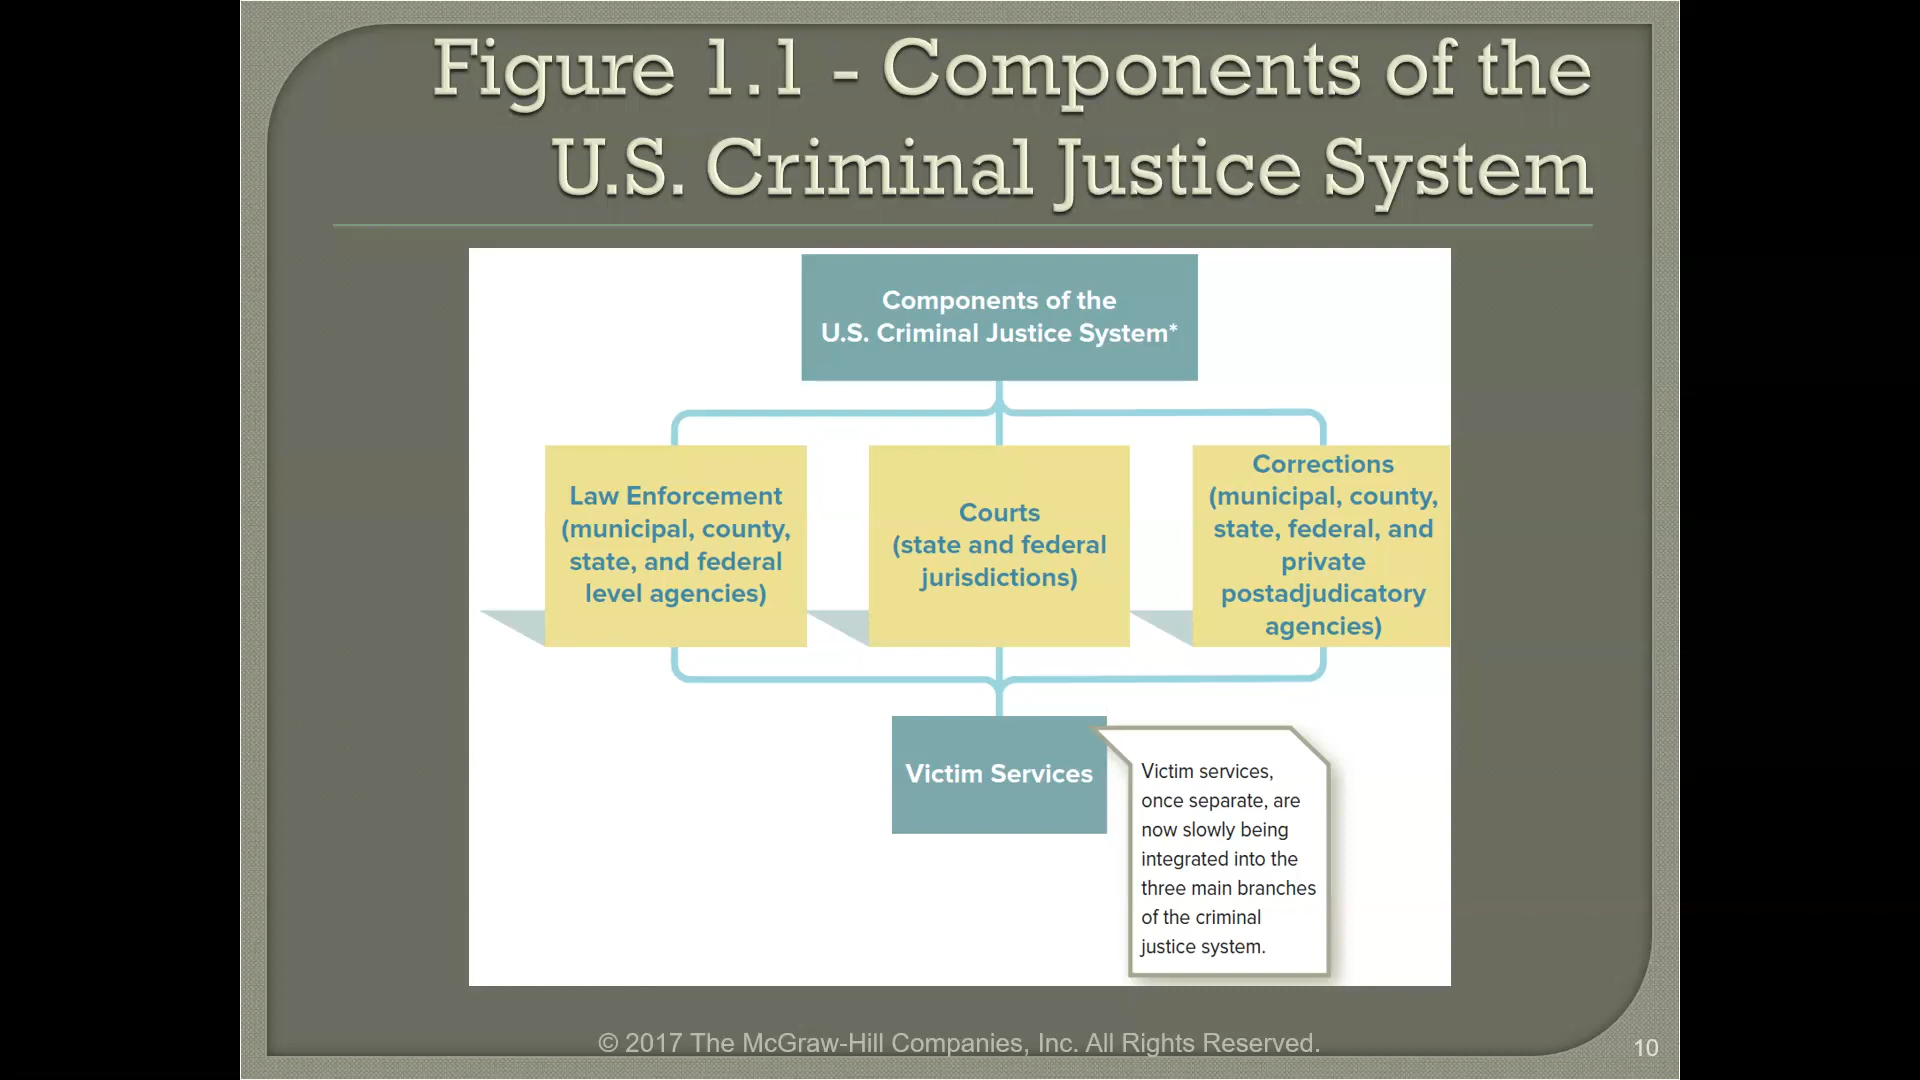 Figure 1.1 - Components of the
U.S. Criminal Justice System
Components of the
U.S. Criminal Justice System*
Law Enforcement
(municipal, county,
state, and federal
level agencies)
Courts
(state and federal
jurisdictions)
Corrections
(municipal, county,
state, federal, and
private
postadjudicatory
agencies)
Victim Services
Victim services,
once separate, are
now slowly being
integrated into the
three main branches
of the criminal
justice system.
© 2017 The McGraw-Hill Companies, Inc. All Rights Reserved.
10